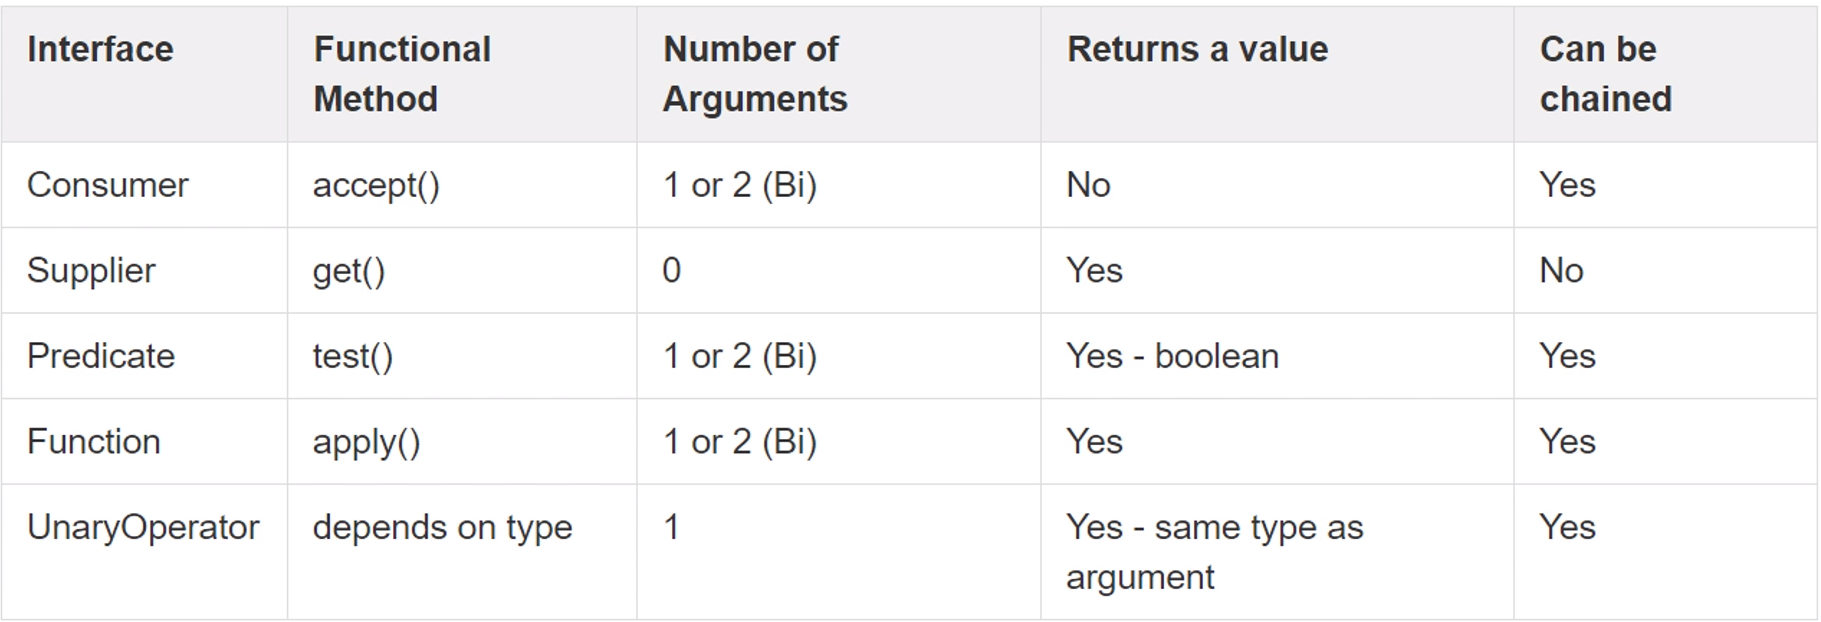 Interface Functional Method Number of Arguments Returns a value Can be chained
Consumer accept() 1 or 2 (Bi) No Yes
Supplier get() 0 Yes No
Predicate test() 1 or 2 (Bi) Yes - boolean Yes
Function apply() 1 or 2 (Bi) Yes Yes
UnaryOperator depends on type 1 Yes - same type as argument Yes